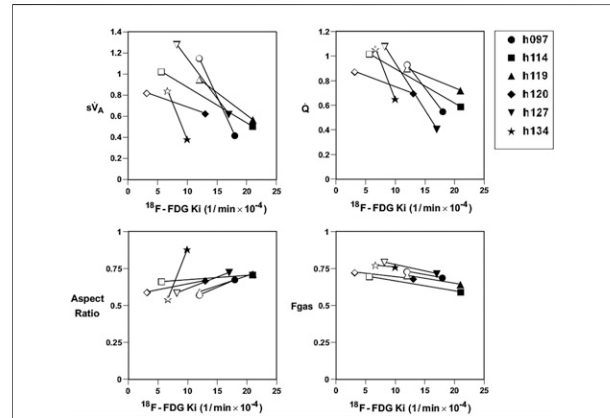 1.4
1.2
1
0.8
0.6
0.4
0.2
0
sV̇A
0 5 10 15 20 25
18F-FDG Ki (1/min×10-4)
1.2
1
0.8
0.6
0.4
0.2
0
Q̇
0 5 10 15 20 25
18F-FDG Ki (1/min×10-4)
h097
h114
h119
h120
h127
h134
1
0.75
0.5
0.25
0
Aspect
Ratio
0 5 10 15 20 25
18F-FDG Ki (1/min×10-4)
1
0.75
0.5
0.25
0
Fgas
0 5 10 15 20 25
18F-FDG Ki (1/min×10-4)